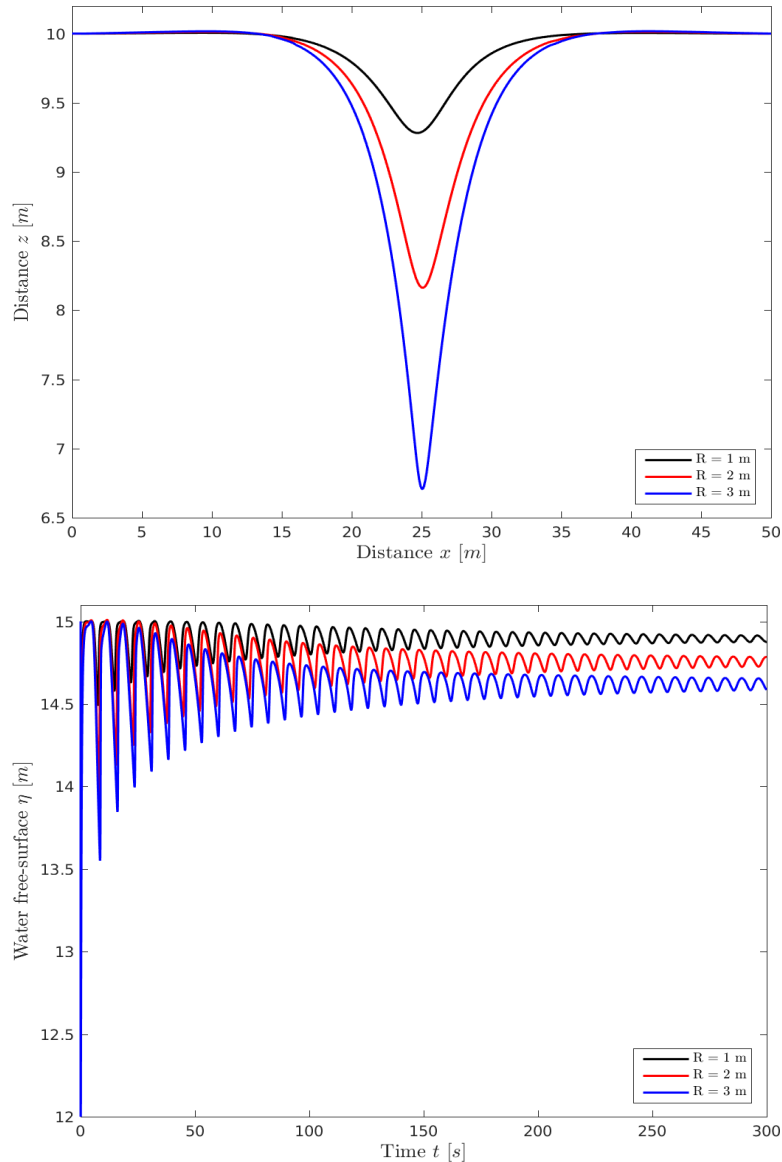 10
9.5
9
8.5
8
7.5
7
6.5
Distance z [m]
R = 1 m
R = 2 m
R = 3 m
0 5 10 15 20 25 30 35 40 45 50
Distance x [m]
15
14.5
14
13.5
13
12.5
12
Water free-surface η [m]
R = 1 m
R = 2 m
R = 3 m
0 50 100 150 200 250 300
Time t [s]